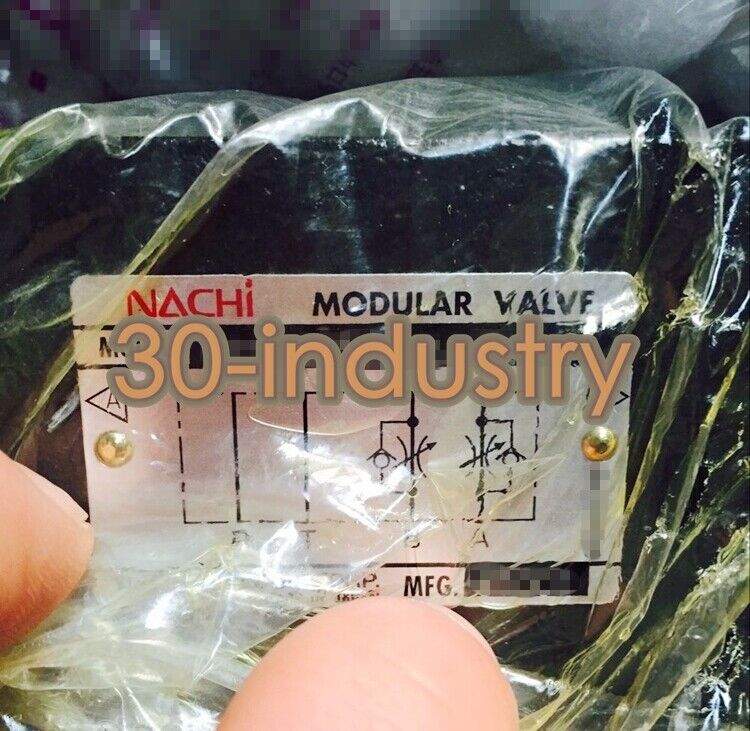 NACHi MODULAR VALVE
30-industry
A
P T B A
MFG.